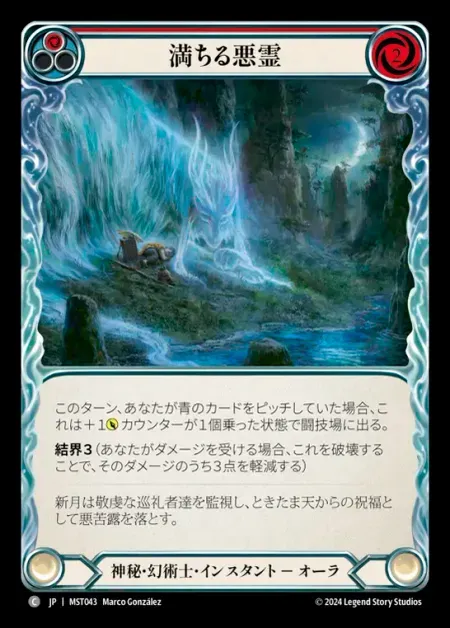 満ちる悪霊
2
このターン、あなたが青のカードをピッチしていた場合、こ
れは＋１カウンターが１個乗った状態で闘技場に出る。
結界３（あなたがダメージを受ける場合、これを破壊する
ことで、そのダメージのうち３点を軽減する）
新月は敬虔な巡礼者達を監視し、ときたま天からの祝福と
して悪苦露を落とす。
神秘・幻術士・インスタント － オーラ
C JP | MST043 Marco González
© 2024 Legend Story Studios